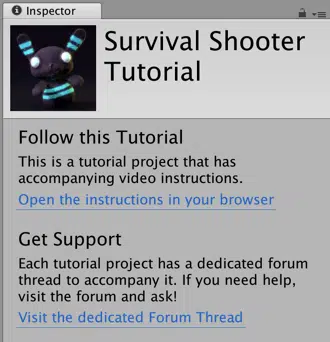 Inspector
Survival Shooter
Tutorial
Follow this Tutorial
This is a tutorial project that has
accompanying video instructions.
Open the instructions in your browser
Get Support
Each tutorial project has a dedicated forum
thread to accompany it. If you need help,
visit the forum and ask!
Visit the dedicated Forum Thread